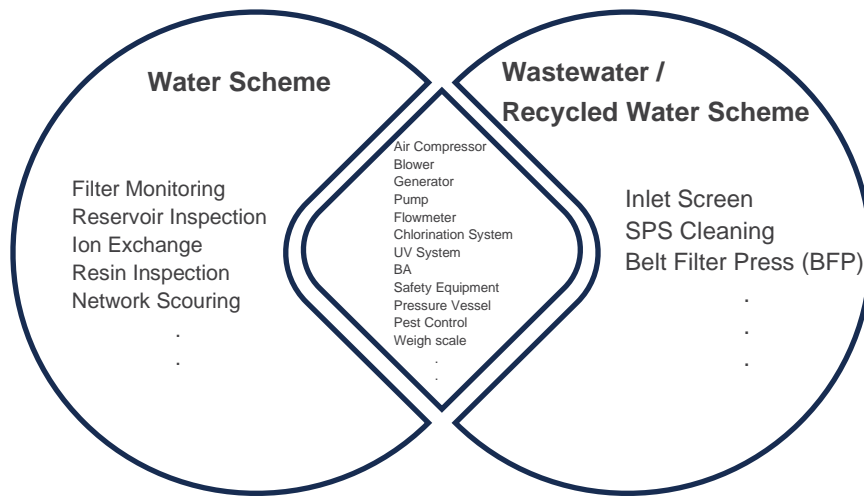 Water Scheme
Filter Monitoring
Reservoir Inspection
Ion Exchange
Resin Inspection
Network Scouring
.
.
Air Compressor
Blower
Generator
Pump
Flowmeter
Chlorination System
UV System
BA
Safety Equipment
Pressure Vessel
Pest Control
Weigh scale
.
.
Wastewater /
Recycled Water Scheme
Inlet Screen
SPS Cleaning
Belt Filter Press (BFP)
.
.
.